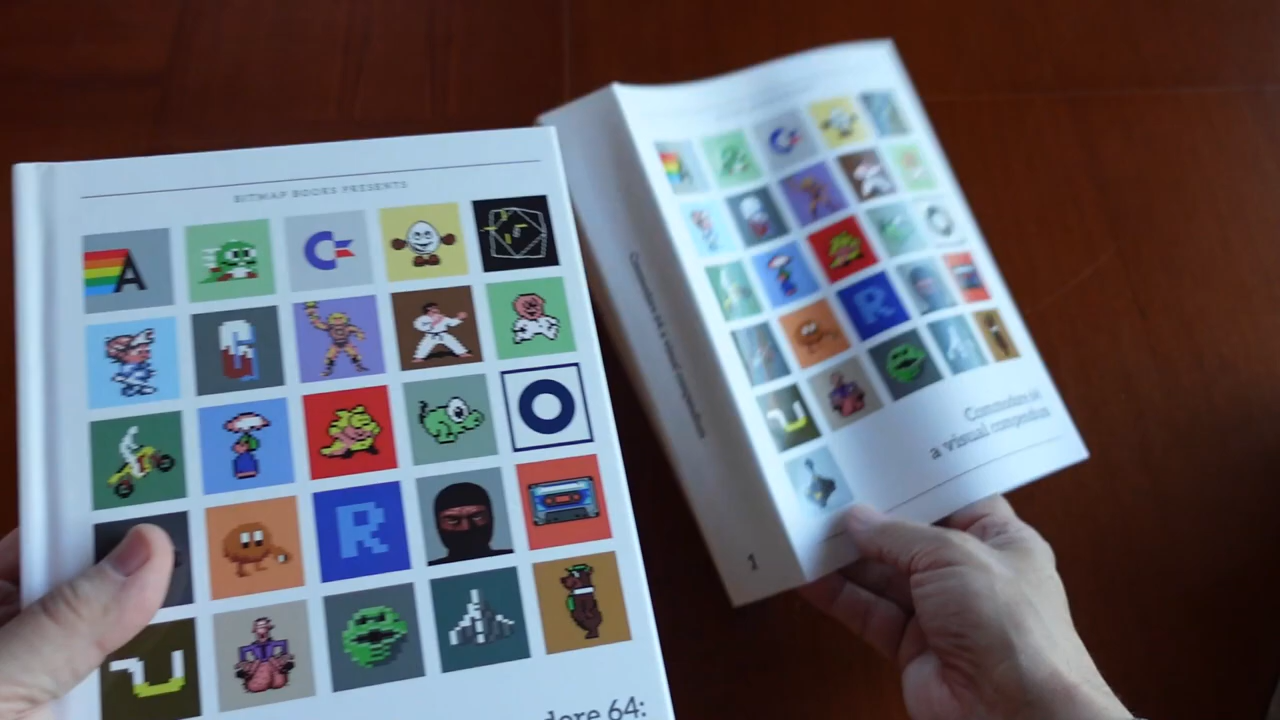 BITMAP BOOKS PRESENTS
A
C
G
R
dore 64:
Commodore 64
a visual compendium
R
1